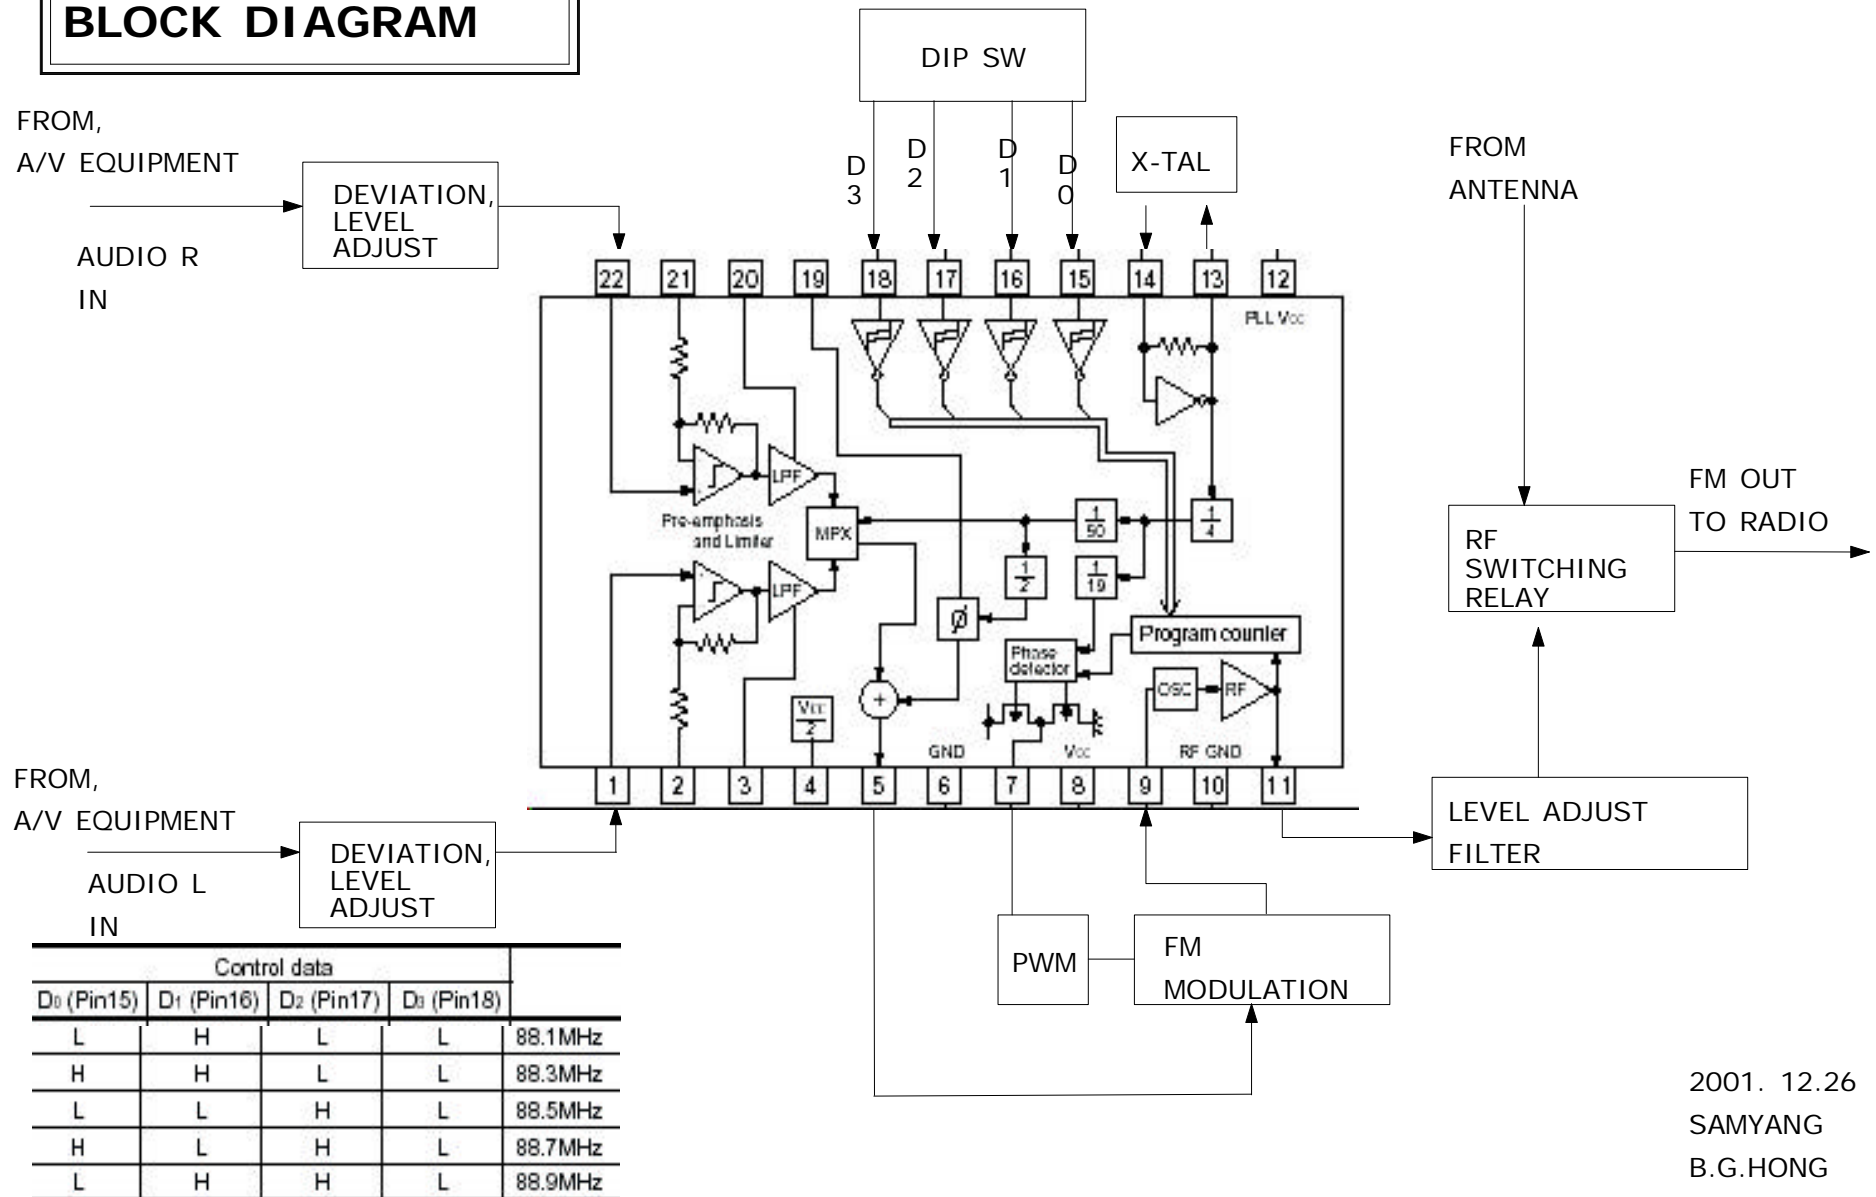 BLOCK DIAGRAM
DIP SW
FROM,
A/V EQUIPMENT
DEVIATION,
LEVEL
ADJUST
AUDIO R
IN
D
3
D
2
D
1
D
0
X-TAL
FROM
ANTENNA
22 21 20 19 18 17 16 15 14 13 12
PLL Vcc
LPF
Pre-emphasis
and Limiter
MPX
1
50
1
4
1
2
1
19
LPF
ø
Program counter
Phase
detector
OSC
RF
+
Vcc
2
GND
Vcc
RF GND
1 2 3 4 5 6 7 8 9 10 11
FM OUT
TO RADIO
RF
SWITCHING
RELAY
FROM,
A/V EQUIPMENT
DEVIATION,
LEVEL
ADJUST
AUDIO L
IN
LEVEL ADJUST
FILTER
PWM
FM
MODULATION
Control data
D0 (Pin15) D1 (Pin16) D2 (Pin17) D3 (Pin18)
L H L L 88.1MHz
H H L L 88.3MHz
L L H L 88.5MHz
H L H L 88.7MHz
L H H L 88.9MHz
2001. 12.26
SAMYANG
B.G.HONG